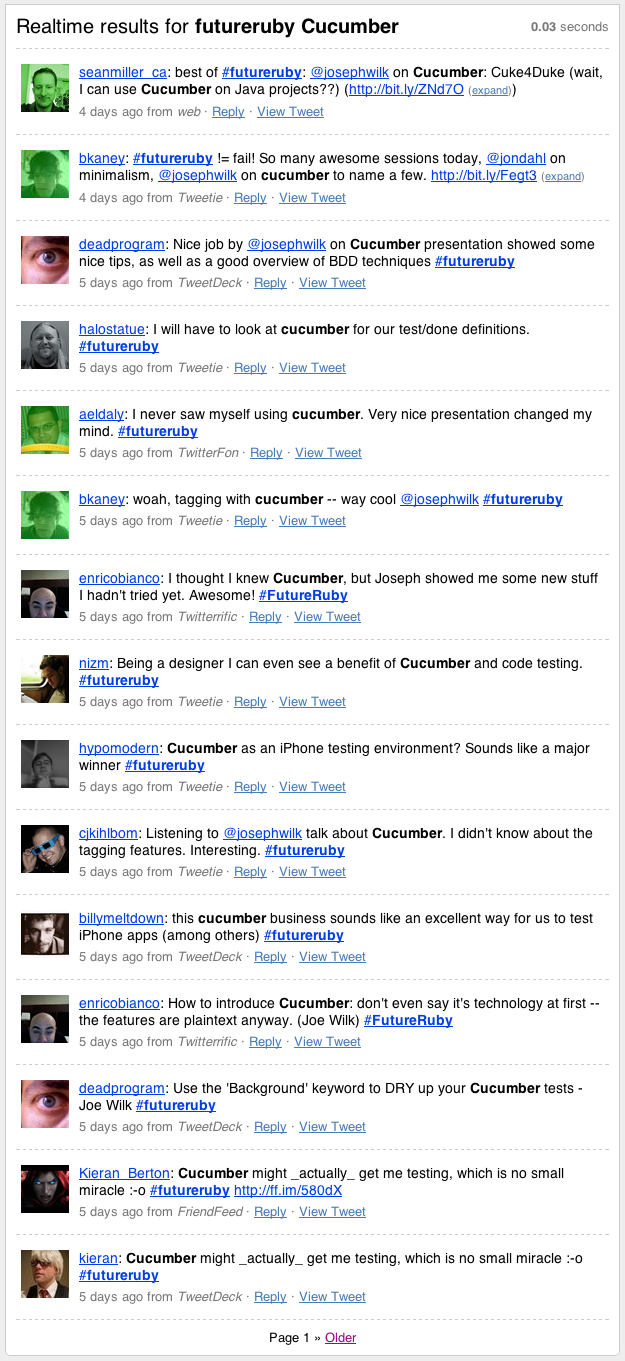 Realtime results for futureruby Cucumber
0.03 seconds
seanmiller_ca: best of #futureruby: @josephwilk on Cucumber: Cuke4Duke (wait,
I can use Cucumber on Java projects??) (http://bit.ly/ZNd7O (expand))
4 days ago from web · Reply · View Tweet
bkaney: #futureruby != fail! So many awesome sessions today, @jondahl on
minimalism, @josephwilk on cucumber to name a few. http://bit.ly/Fegt3 (expand)
4 days ago from Tweetie · Reply · View Tweet
deadprogram: Nice job by @josephwilk on Cucumber presentation showed some
nice tips, as well as a good overview of BDD techniques #futureruby
5 days ago from TweetDeck · Reply · View Tweet
halostatue: I will have to look at cucumber for our test/done definitions.
#futureruby
5 days ago from Tweetie · Reply · View Tweet
aeldaly: I never saw myself using cucumber. Very nice presentation changed my
mind. #futureruby
5 days ago from TwitterFon · Reply · View Tweet
bkaney: woah, tagging with cucumber -- way cool @josephwilk #futureruby
5 days ago from Tweetie · Reply · View Tweet
enricobianco: I thought I knew Cucumber, but Joseph showed me some new stuff
I hadn't tried yet. Awesome! #FutureRuby
5 days ago from Twitterrific · Reply · View Tweet
nizm: Being a designer I can even see a benefit of Cucumber and code testing.
#futureruby
5 days ago from Tweetie · Reply · View Tweet
hypomodern: Cucumber as an iPhone testing environment? Sounds like a major
winner #futureruby
5 days ago from Tweetie · Reply · View Tweet
cjkihlbom: Listening to @josephwilk talk about Cucumber. I didn't know about the
tagging features. Interesting. #futureruby
5 days ago from Tweetie · Reply · View Tweet
billymeltdown: this cucumber business sounds like an excellent way for us to test
iPhone apps (among others) #futureruby
5 days ago from TweetDeck · Reply · View Tweet
enricobianco: How to introduce Cucumber: don't even say it's technology at first --
the features are plaintext anyway. (Joe Wilk) #FutureRuby
5 days ago from Twitterrific · Reply · View Tweet
deadprogram: Use the 'Background' keyword to DRY up your Cucumber tests -
Joe Wilk #futureruby
5 days ago from TweetDeck · Reply · View Tweet
Kieran_Berton: Cucumber might _actually_ get me testing, which is no small
miracle :-o #futureruby http://ff.im/580dX
5 days ago from FriendFeed · Reply · View Tweet
kieran: Cucumber might _actually_ get me testing, which is no small miracle :-o
#futureruby
5 days ago from TweetDeck · Reply · View Tweet
Page 1 » Older